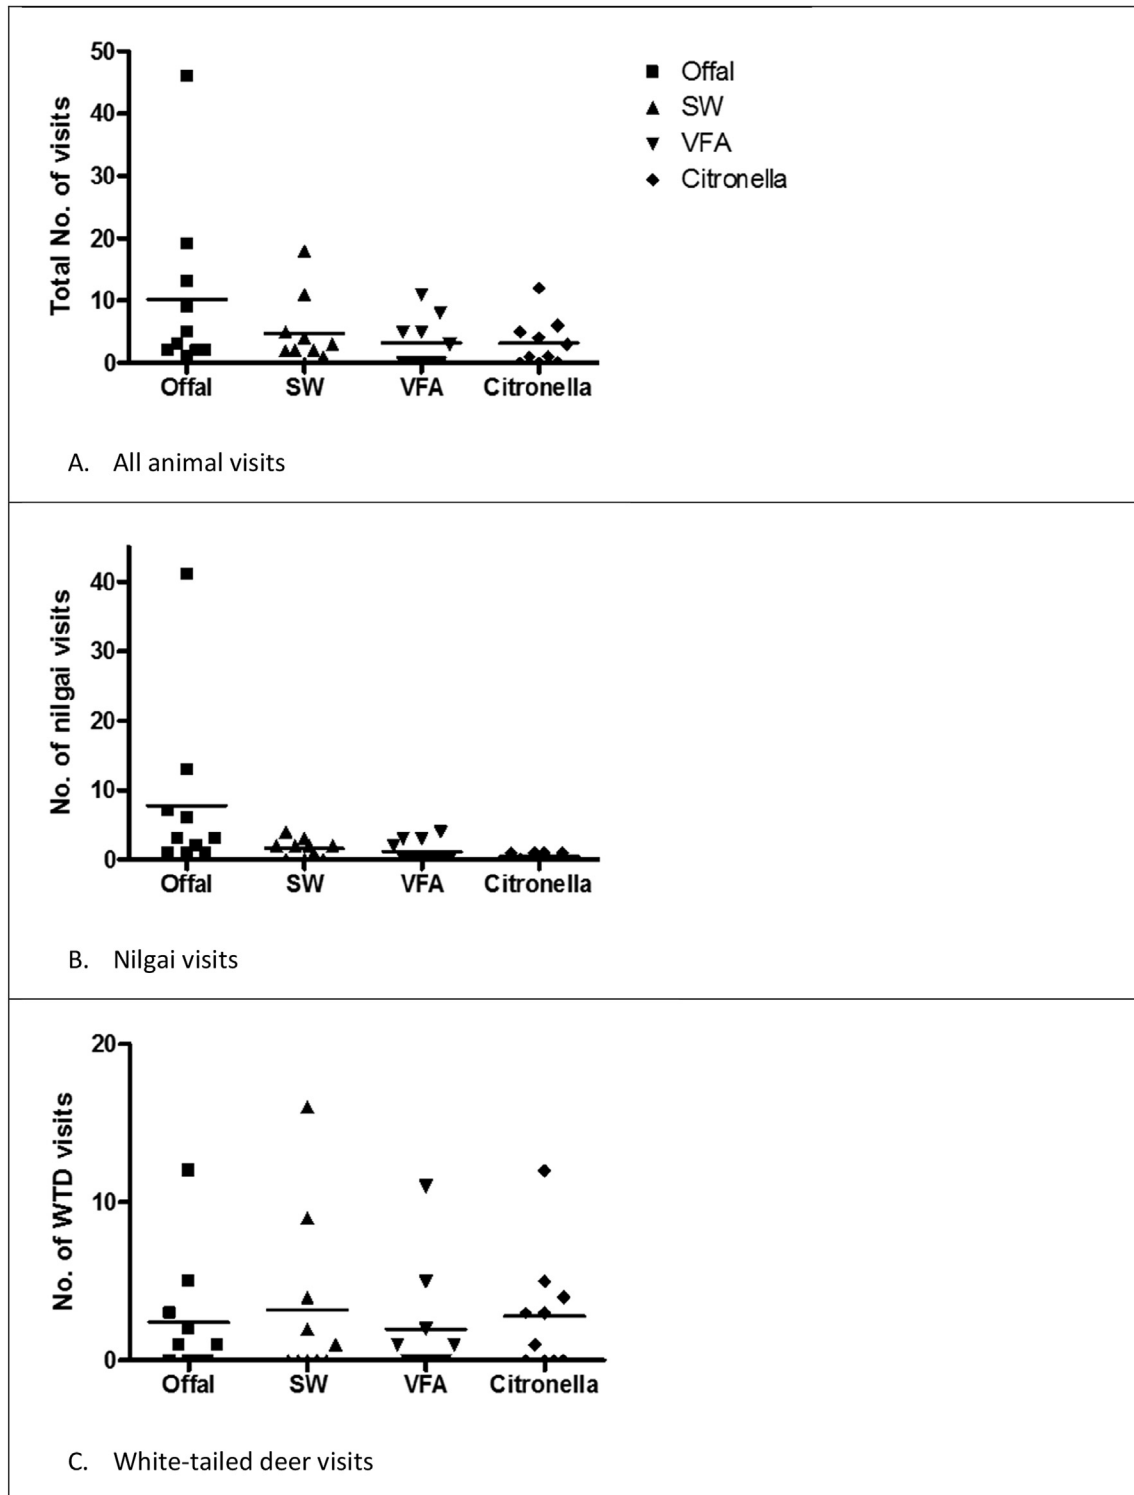 50
40
30
20
10
0
Total No. of visits
Offal SW VFA Citronella
Offal
SW
VFA
Citronella
A. All animal visits
40
30
20
10
0
No. of nilgai visits
Offal SW VFA Citronella
B. Nilgai visits
20
10
0
No. of WTD visits
Offal SW VFA Citronella
C. White-tailed deer visits